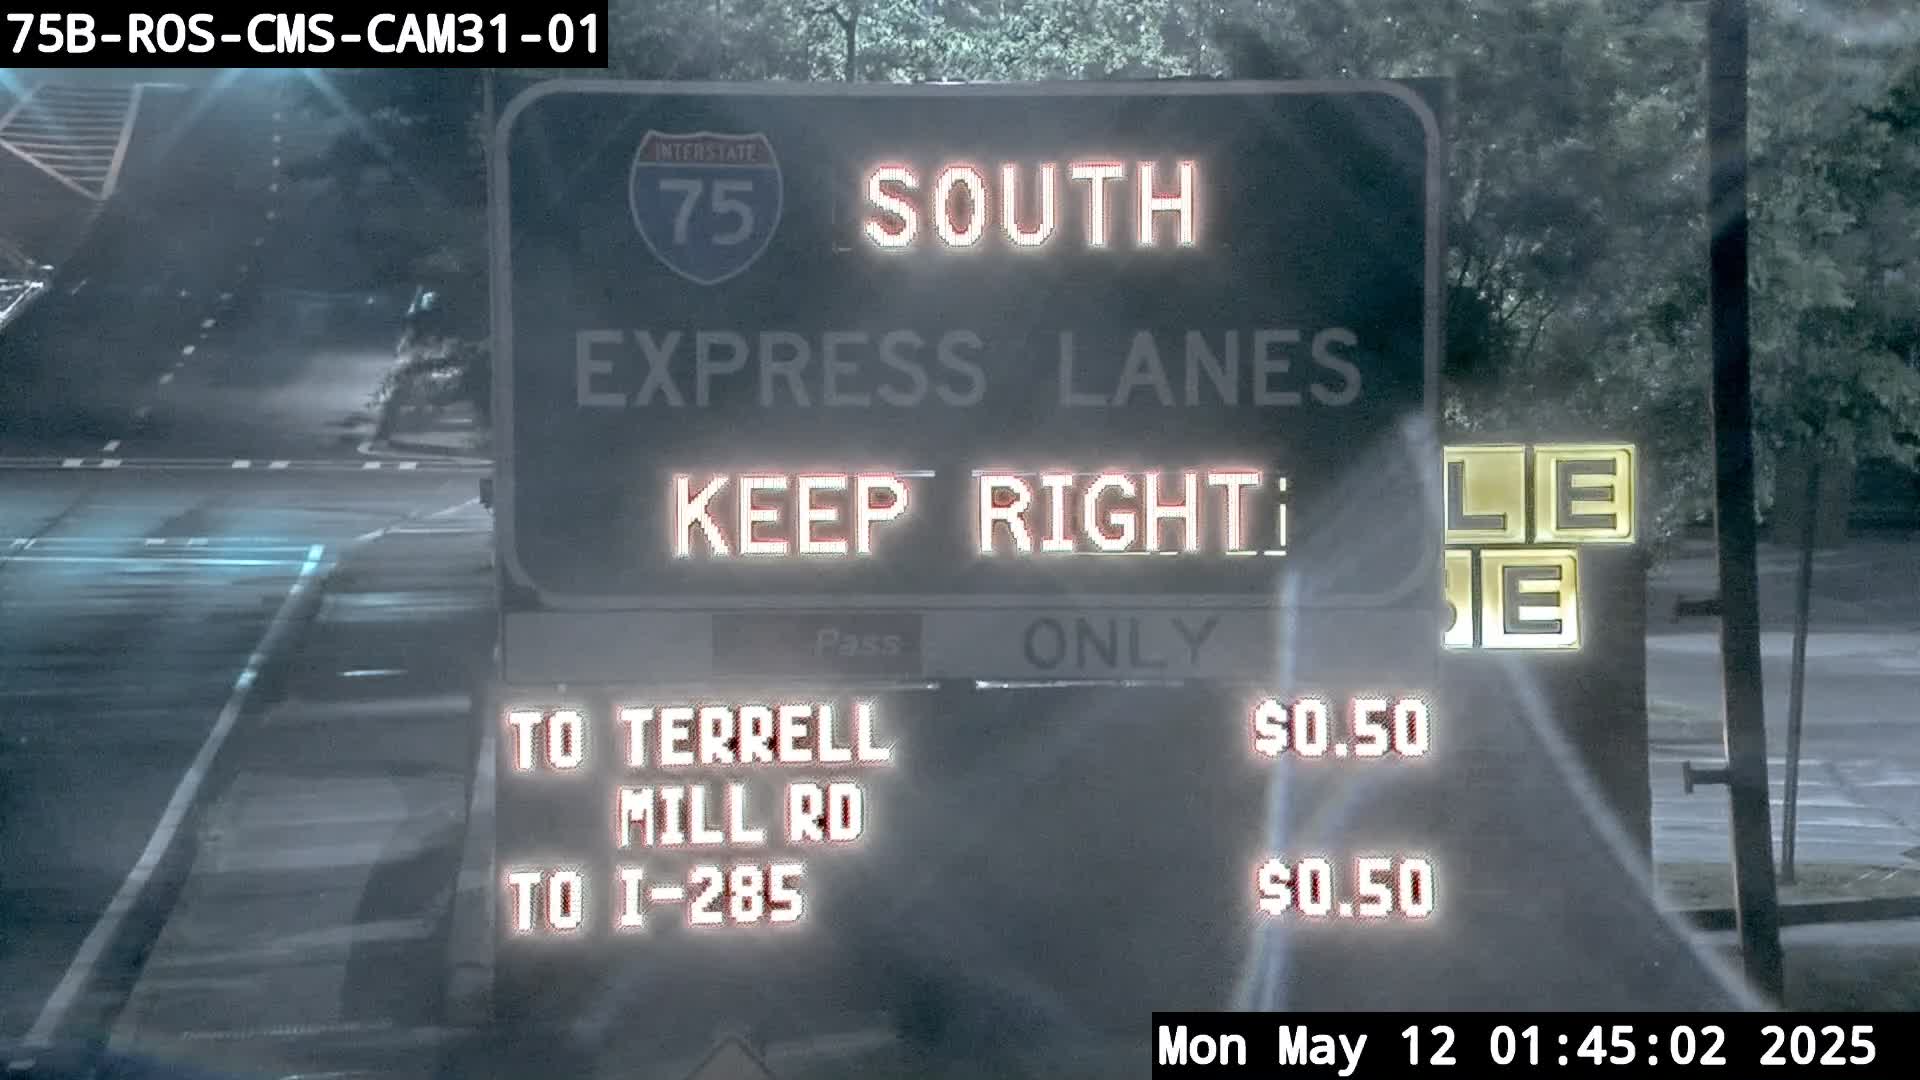 75B-ROS-CMS-CAM31-01
INTERSTATE
75
SOUTH
EXPRESS LANES
KEEP RIGHT
LE
E
Pass ONLY
TO TERRELL $0.50
MILL RD
TO I-285 $0.50
Mon May 12 01:45:02 2025